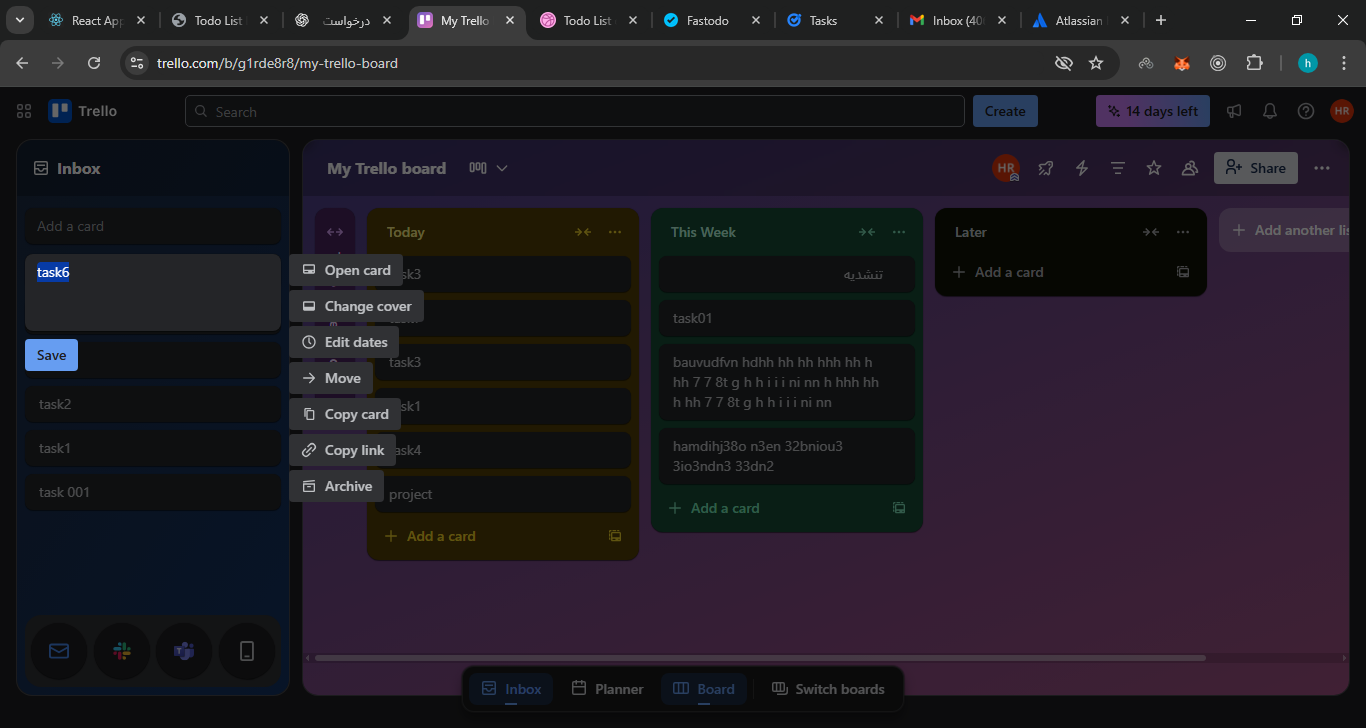 React Ap
Todo List
درخواست
My Trello
Todo List
Fastodo
Tasks
Inbox (40
Atlassian
trello.com/b/g1rde8r8/my-trello-board
h
Trello
Search
Create
14 days left
HR
Inbox
My Trello board
HR
Share
Add a card
task6
Save
task2
task1
task 001
Open card
Change cover
Edit dates
Move
Copy card
Copy link
Archive
Today
task3
task1
task4
project
Add a card
This Week
تنشدیه
task01
bauvudfvn hdhh hh hh hhh hh h
hh 7 7 8t g h h i i i ni nn h hhh hh
h hh 7 7 8t g h h i i i ni nn
hamdihj38o n3en 32bniou3
3io3ndn3 33dn2
Add a card
Later
Add a card
Add another lis
Inbox
Planner
Board
Switch boards